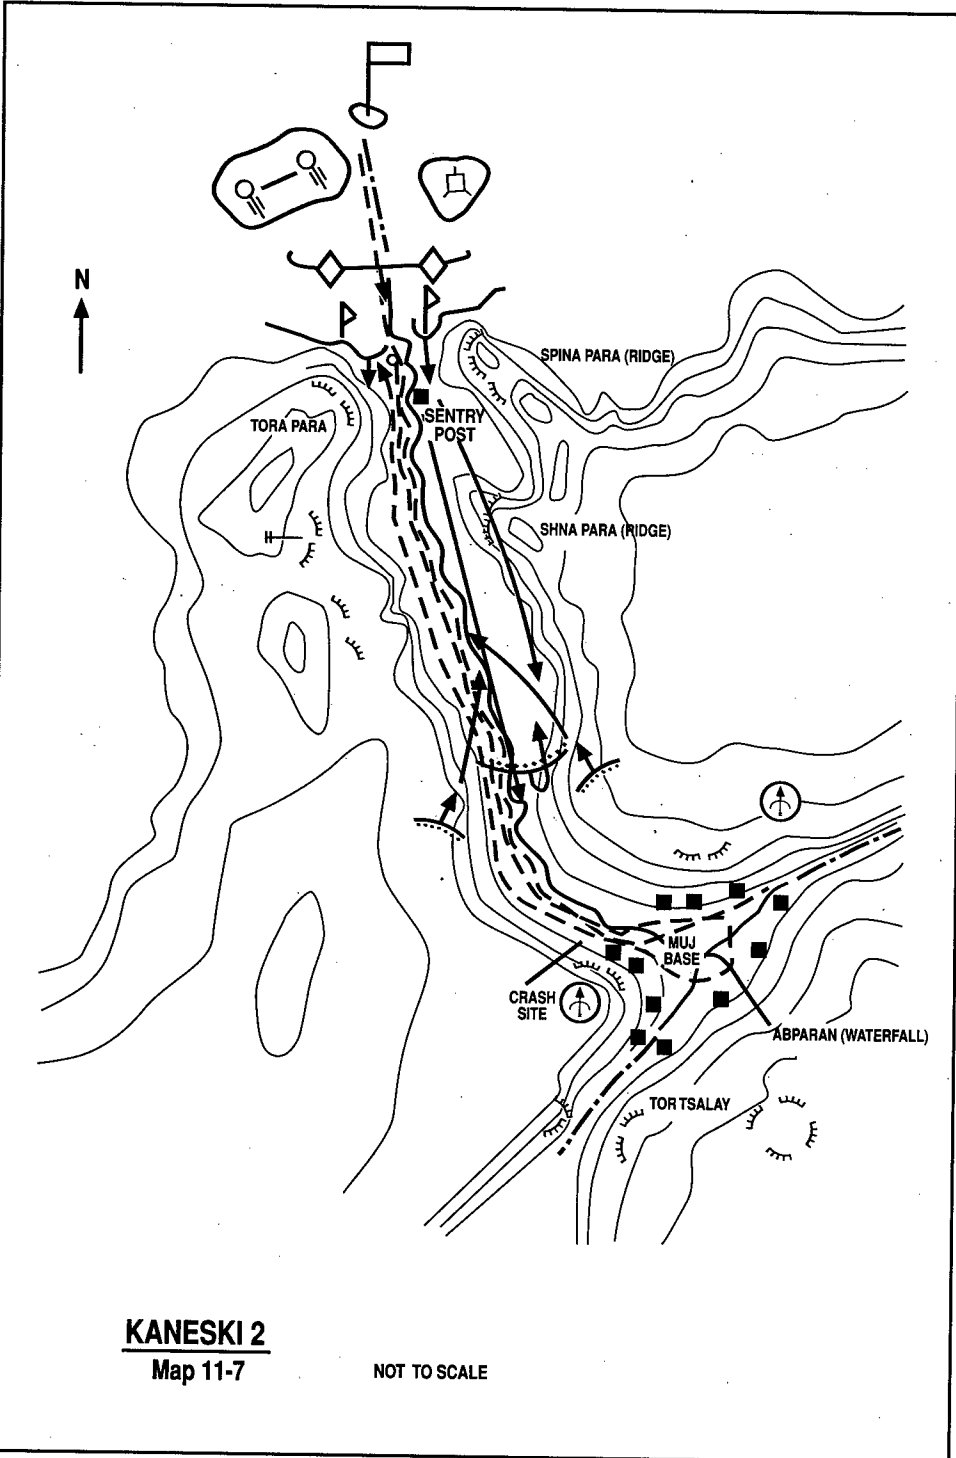 N
SPINA PARA (RIDGE)
TORA PARA
SENTRY
POST
SHNA PARA (RIDGE)
MUJ
BASE
CRASH
SITE
ABPARAN (WATERFALL)
TOR TSALAY
KANESKI 2
Map 11-7
NOT TO SCALE